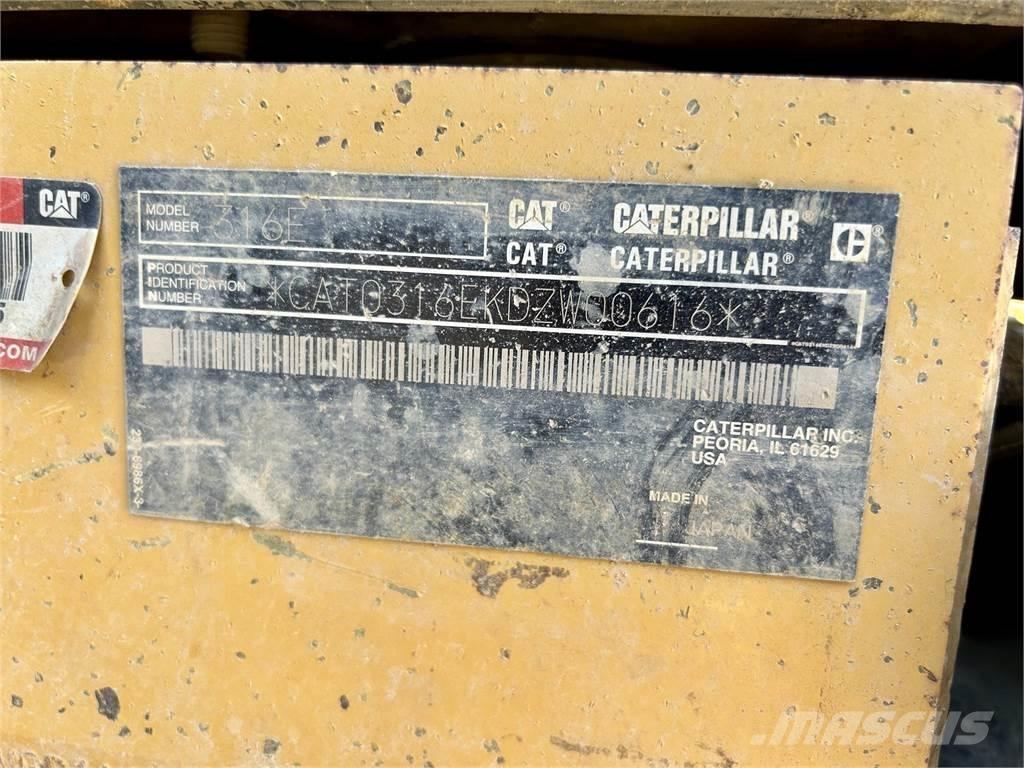 CAT®
5
COM
MODEL
NUMBER 316E
CAT® CATERPILLAR®
CAT® CATERPILLAR®
PRODUCT
IDENTIFICATION
NUMBER *CAT0316EKDZW00616*
CATERPILLAR INC.
PEORIA, IL 61629
USA
MADE IN
JAPAN
MASCUS